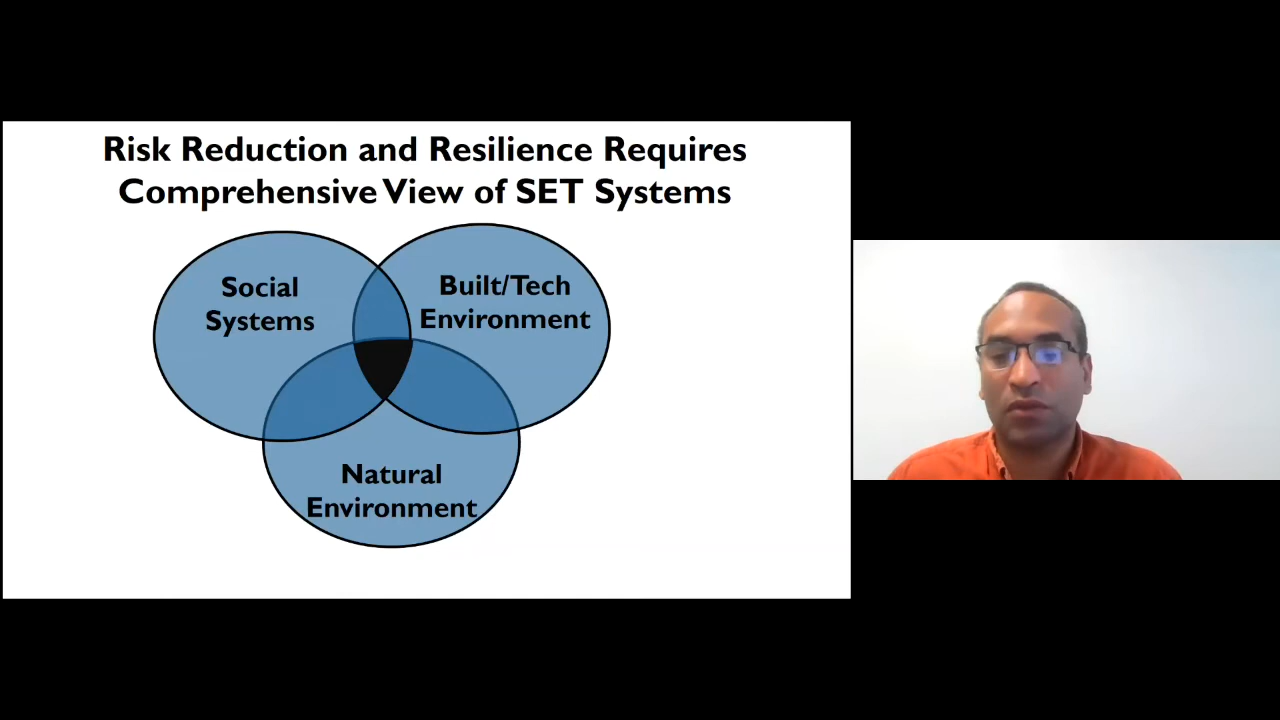 Risk Reduction and Resilience Requires
Comprehensive View of SET Systems
Social
Systems
Built/Tech
Environment
Natural
Environment